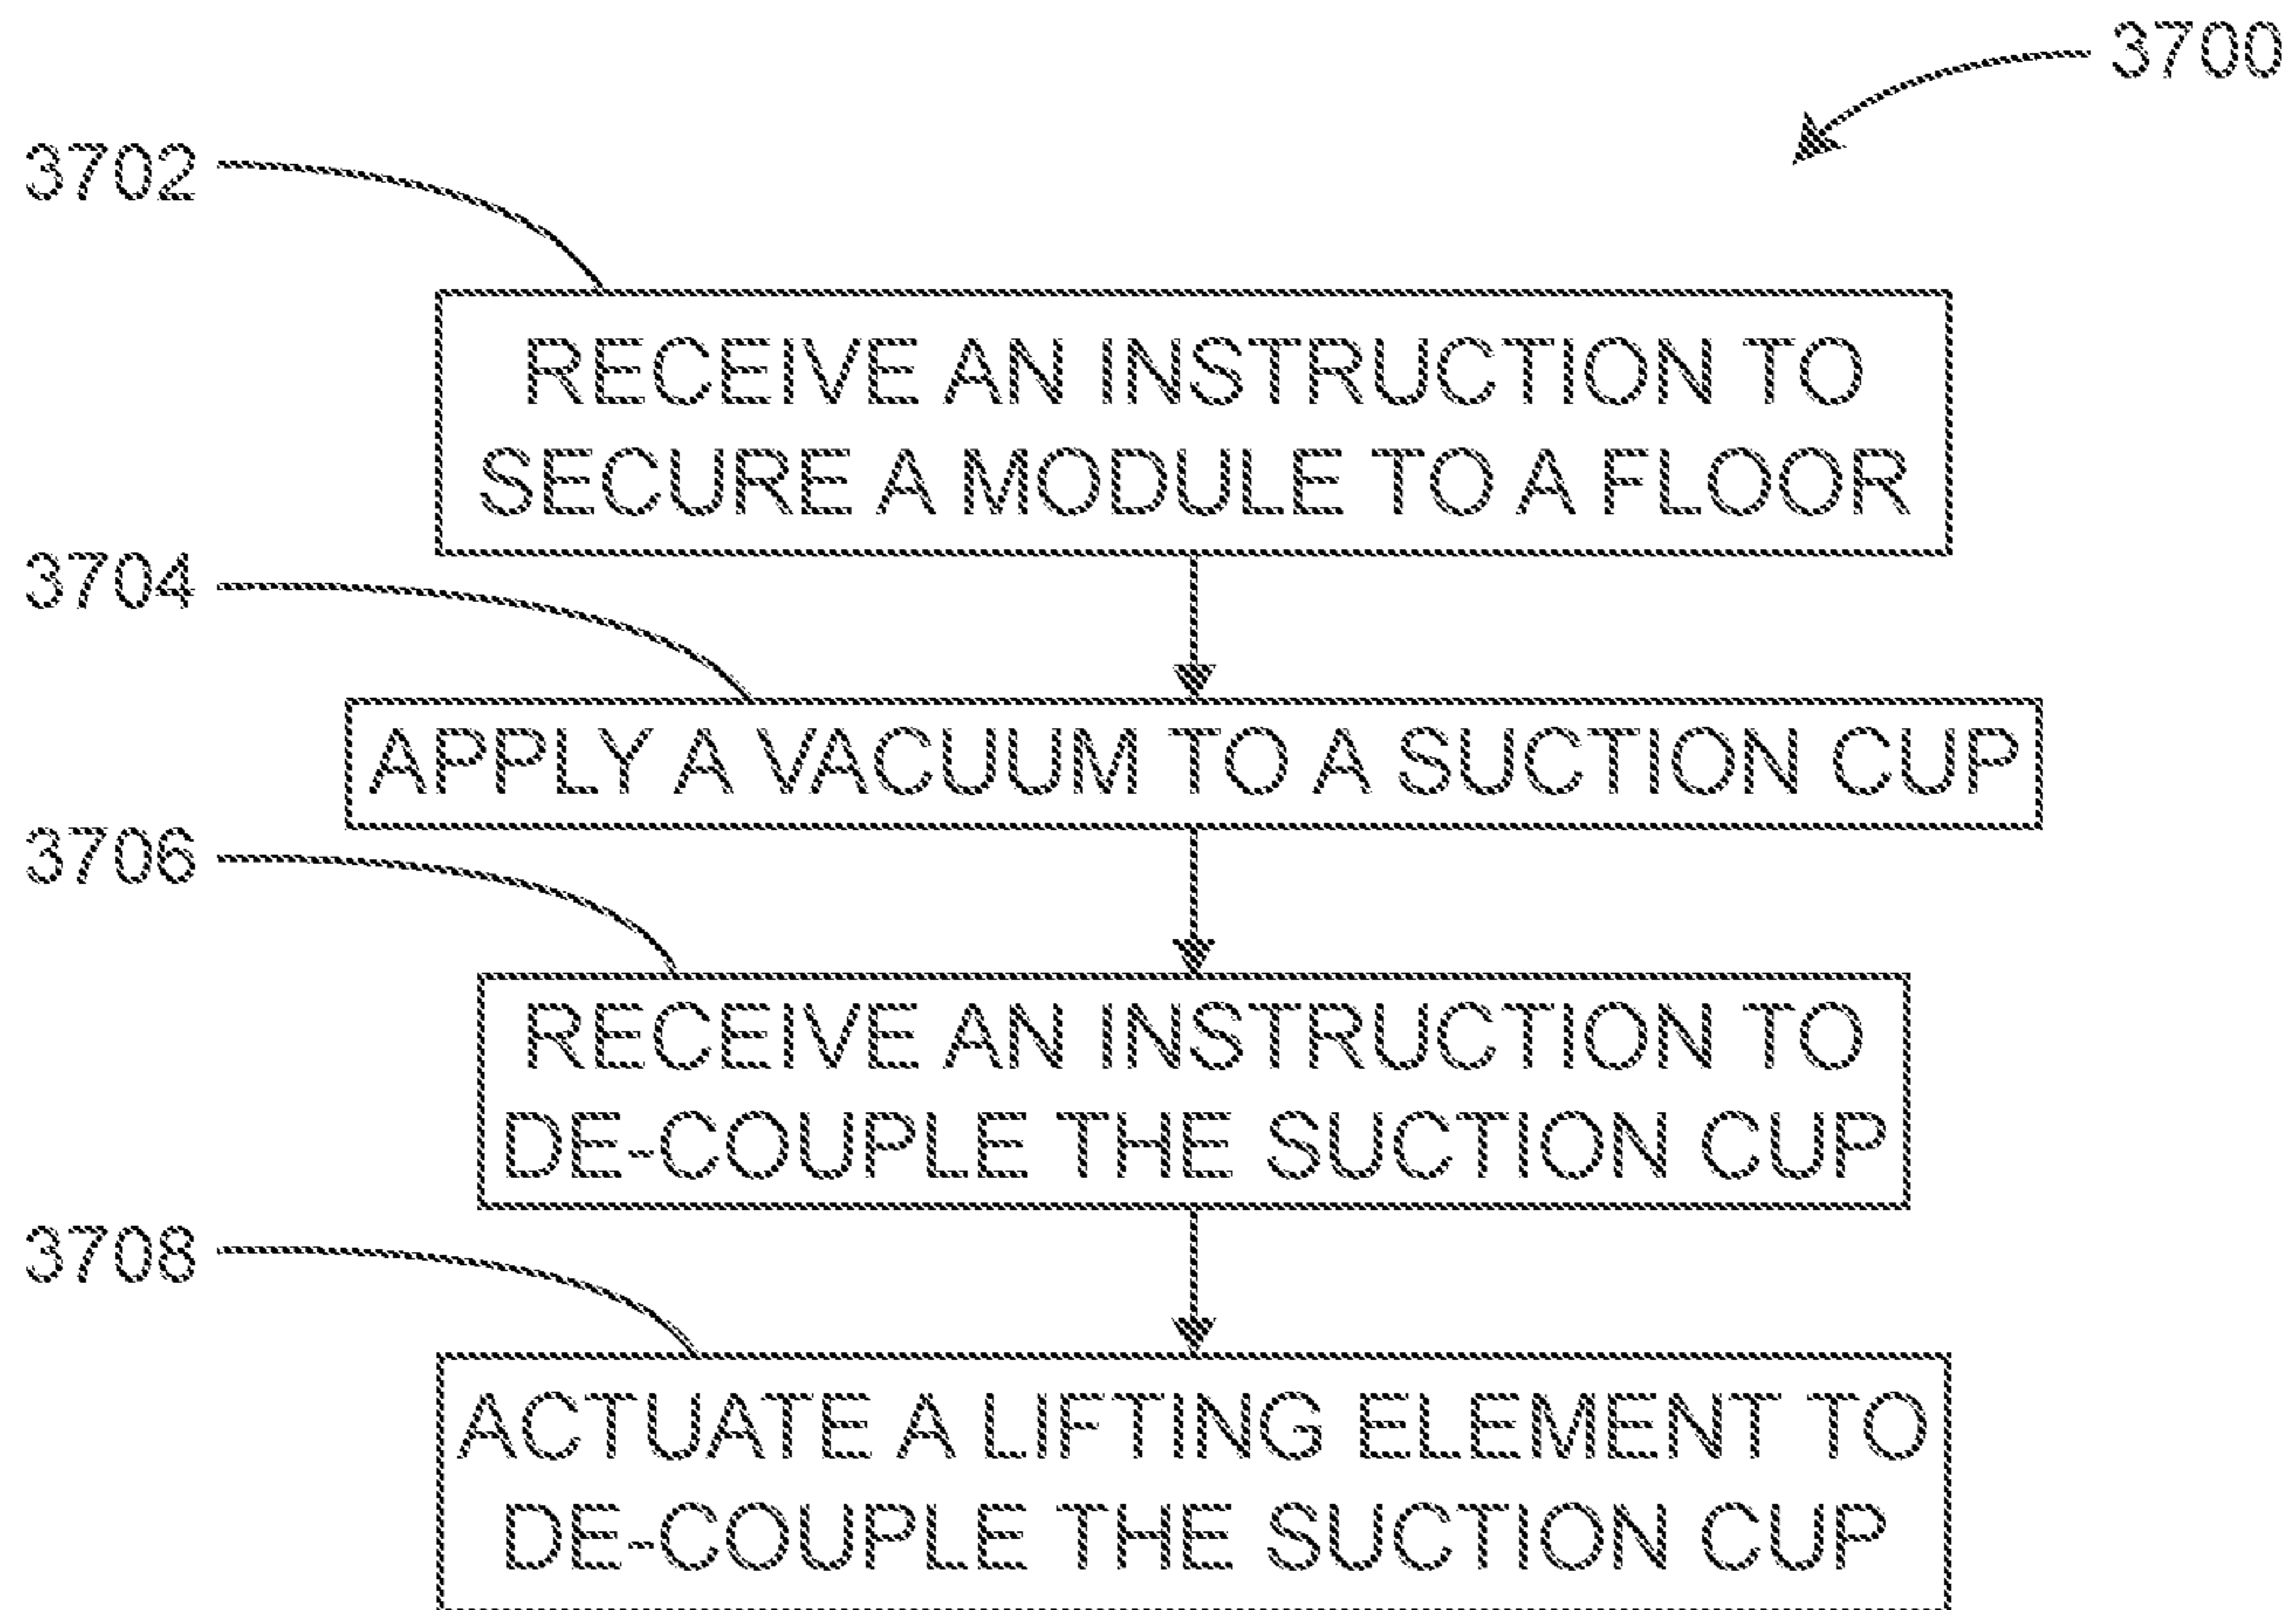 3700
3702
RECEIVE AN INSTRUCTION TO
SECURE A MODULE TO A FLOOR
3704
APPLY A VACUUM TO A SUCTION CUP
3706
RECEIVE AN INSTRUCTION TO
DE-COUPLE THE SUCTION CUP
3708
ACTUATE A LIFTING ELEMENT TO
DE-COUPLE THE SUCTION CUP